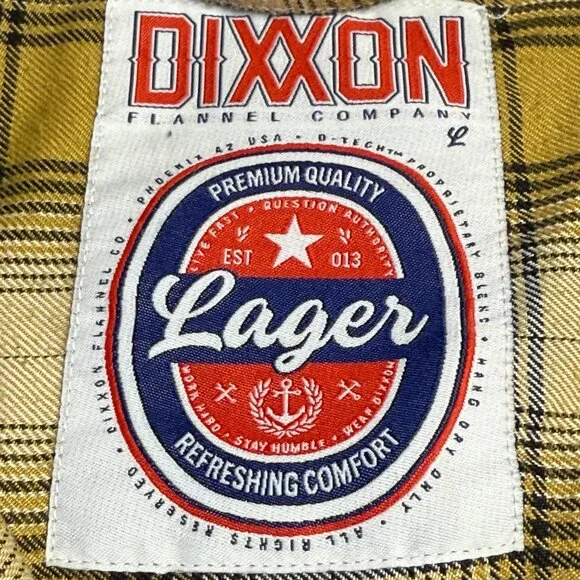 DIXXON
FLANNEL COMPANY
L
DIXXON FLANNEL CO. • PHOENIX AZ USA • D-TECH™ PROPRIETARY BLEND • HANG DRY ONLY • ALL RIGHTS RESERVED •
PREMIUM QUALITY
LIVE FAST • QUESTION AUTHORITY
EST 013
Lager
WORK HARD • STAY HUMBLE • WEAR DIXXON
REFRESHING COMFORT